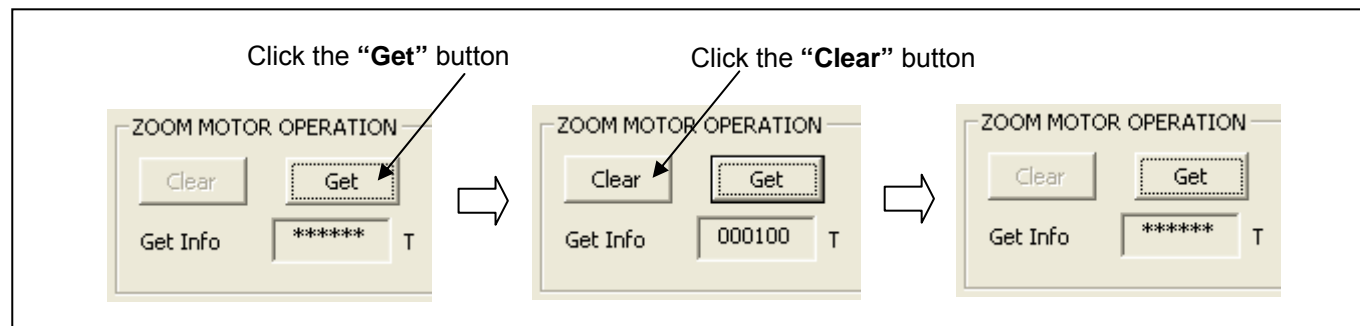 Click the “Get” button
Click the “Clear” button
ZOOM MOTOR OPERATION
Clear Get
Get Info ****** T
ZOOM MOTOR OPERATION
Clear Get
Get Info 000100 T
ZOOM MOTOR OPERATION
Clear Get
Get Info ****** T